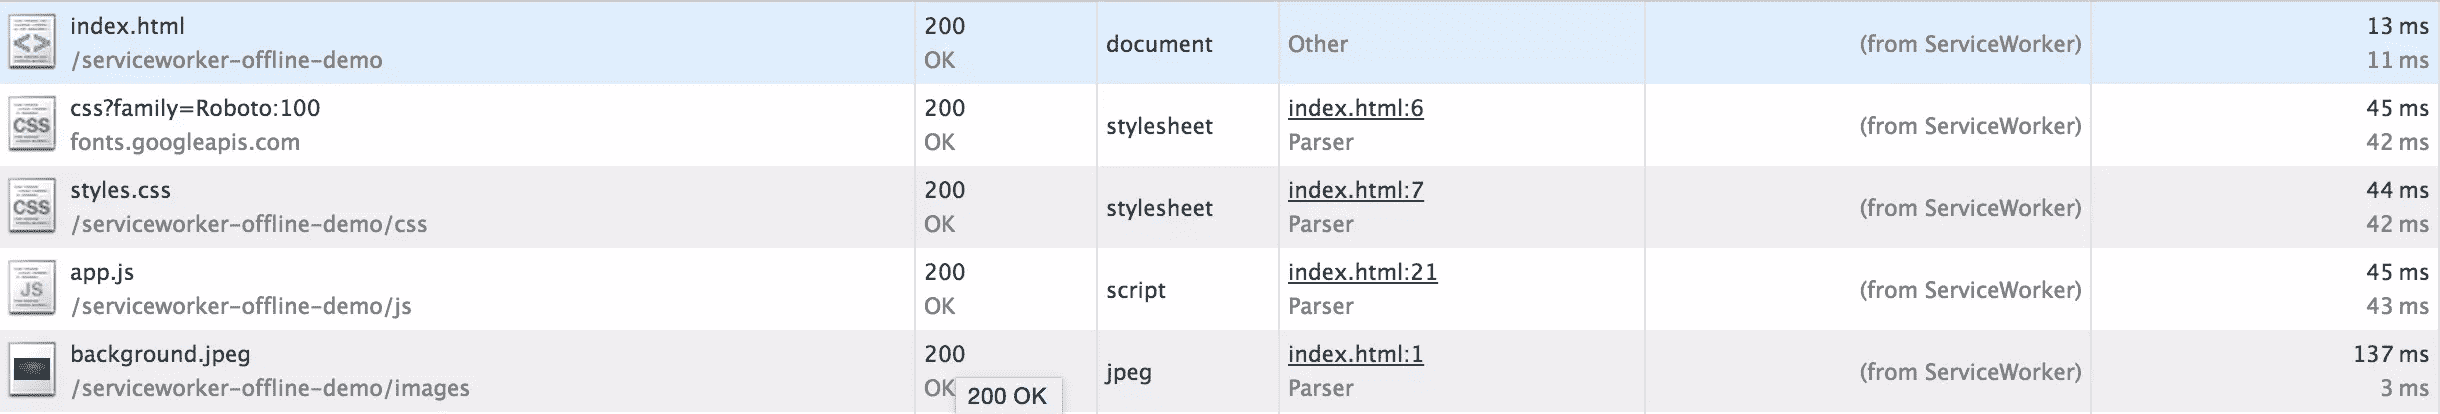 index.html 200 13 ms
document Other (from ServiceWorker)
/serviceworker-offline-demo OK 11 ms
css?family=Roboto:100 200 index.html:6 45 ms
stylesheet (from ServiceWorker)
fonts.googleapis.com OK Parser 42 ms
styles.css 200 index.html:7 44 ms
stylesheet (from ServiceWorker)
/serviceworker-offline-demo/css OK Parser 42 ms
app.js 200 index.html:21 45 ms
script (from ServiceWorker)
/serviceworker-offline-demo/js OK Parser 43 ms
background.jpeg 200 index.html:1 137 ms
jpeg (from ServiceWorker)
/serviceworker-offline-demo/images OK Parser 3 ms
200 OK